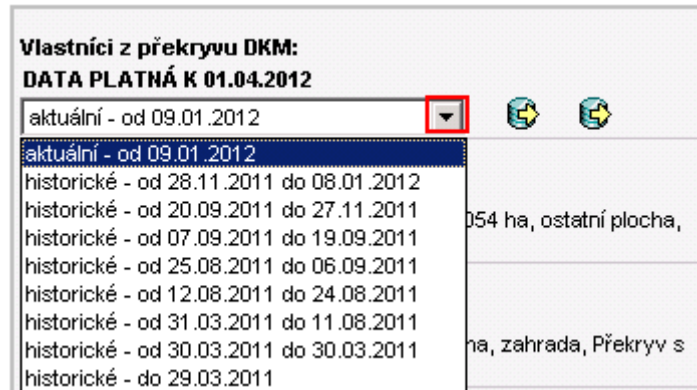 Vlastníci z překryvu DKM:
DATA PLATNÁ K 01.04.2012
aktuální - od 09.01.2012
aktuální - od 09.01.2012
historické - od 28.11.2011 do 08.01.2012
historické - od 20.09.2011 do 27.11.2011
054 ha, ostatní plocha,
historické - od 07.09.2011 do 19.09.2011
historické - od 25.08.2011 do 06.09.2011
historické - od 12.08.2011 do 24.08.2011
historické - od 31.03.2011 do 11.08.2011
historické - od 30.03.2011 do 30.03.2011
ha, zahrada, Překryv s
historické - do 29.03.2011